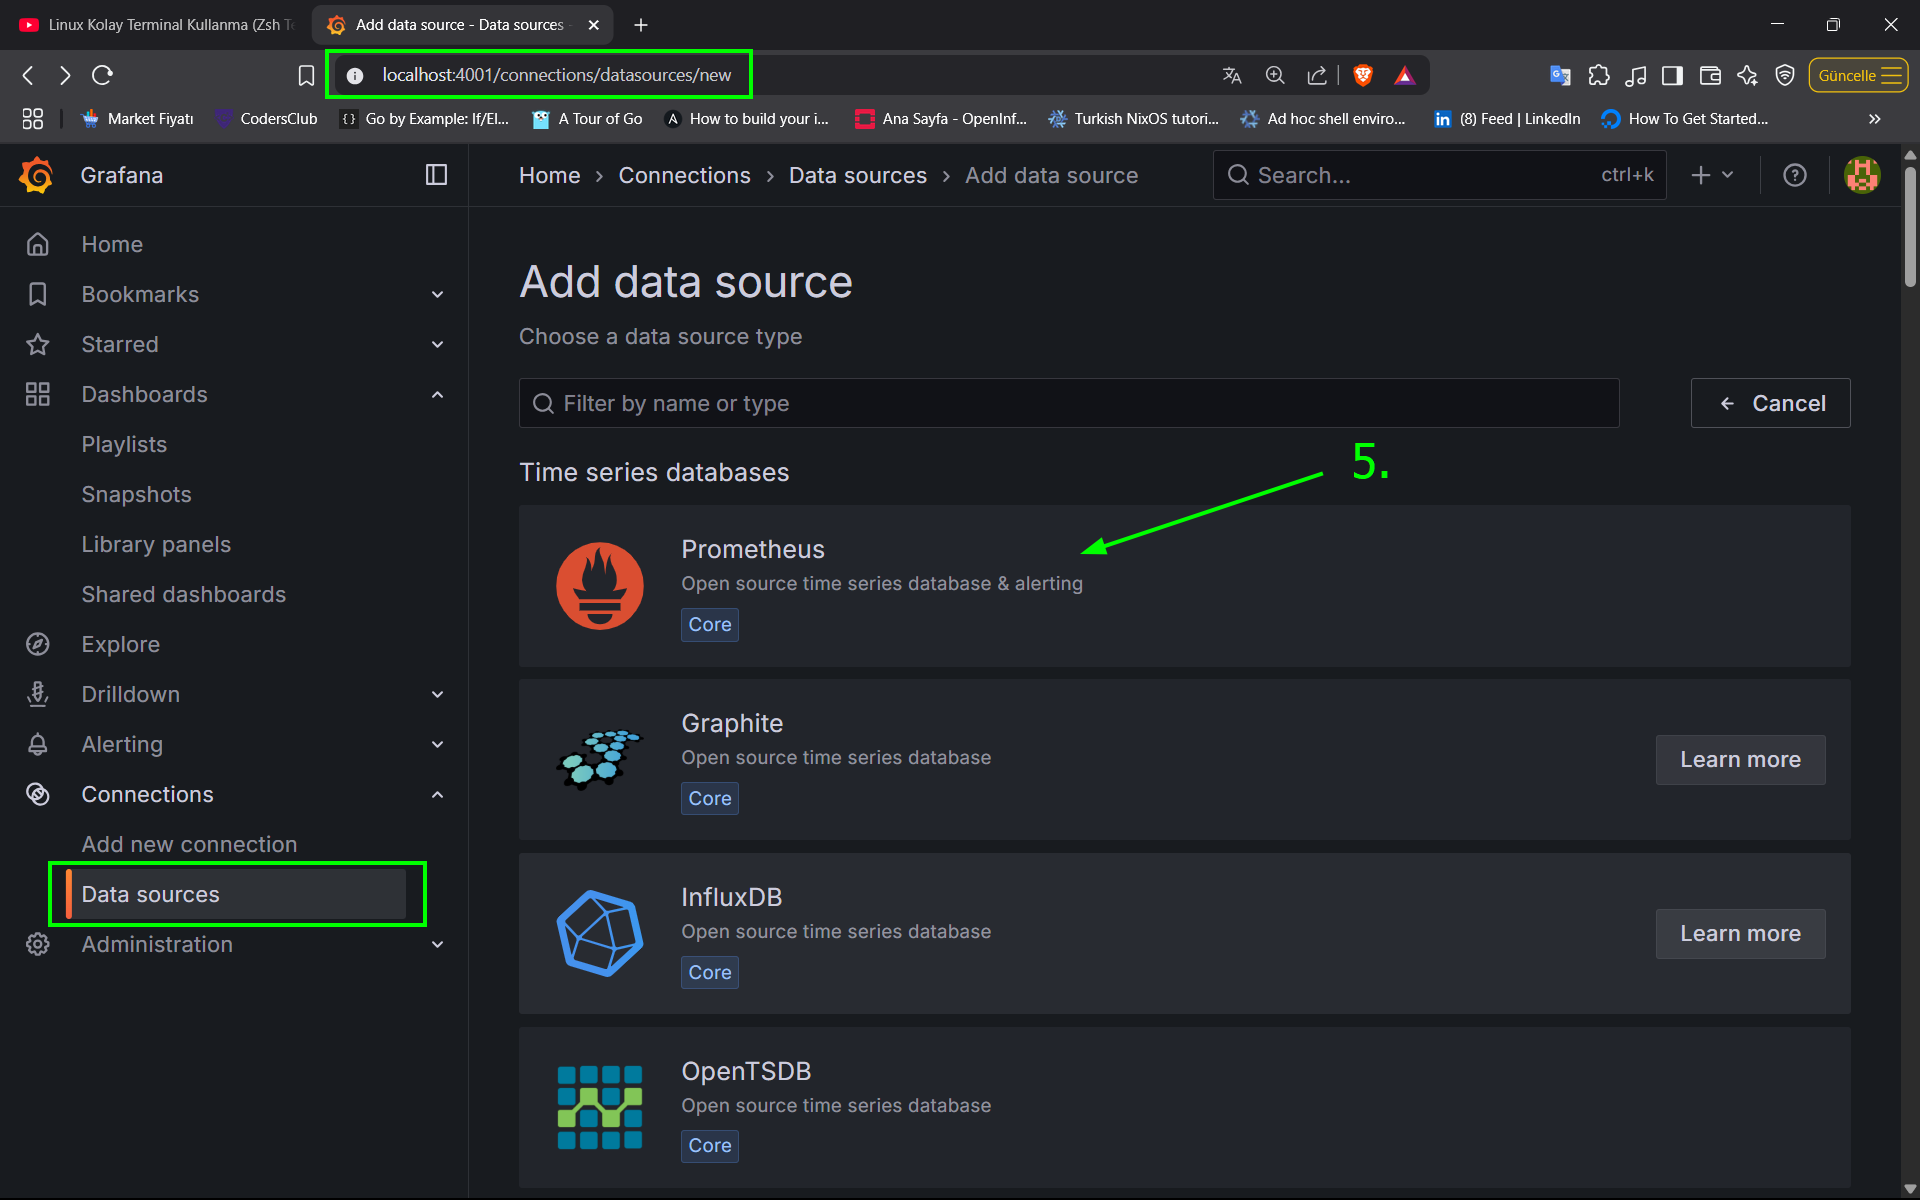 Linux Kolay Terminal Kullanma (Zsh Te
Add data source - Data sources -
localhost:4001/connections/datasources/new
Güncelle
Market Fiyatı
CodersClub
Go by Example: If/El...
A Tour of Go
How to build your i...
Ana Sayfa - OpenInf...
Turkish NixOS tutori...
Ad hoc shell enviro...
(8) Feed | LinkedIn
How To Get Started...
Grafana
Home › Connections › Data sources › Add data source
Search...
ctrl+k
Home
Bookmarks
Starred
Dashboards
Playlists
Snapshots
Library panels
Shared dashboards
Explore
Drilldown
Alerting
Connections
Add new connection
Data sources
Administration
Add data source
Choose a data source type
Filter by name or type
Cancel
5.
Time series databases
Prometheus
Open source time series database & alerting
Core
Graphite
Open source time series database
Core
Learn more
InfluxDB
Open source time series database
Core
Learn more
OpenTSDB
Open source time series database
Core